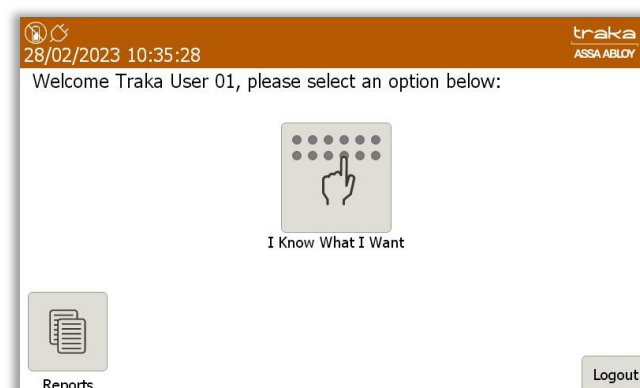 traka
28/02/2023 10:35:28
ASSA ABLOY
Welcome Traka User 01, please select an option below:
I Know What I Want
Reports
Logout